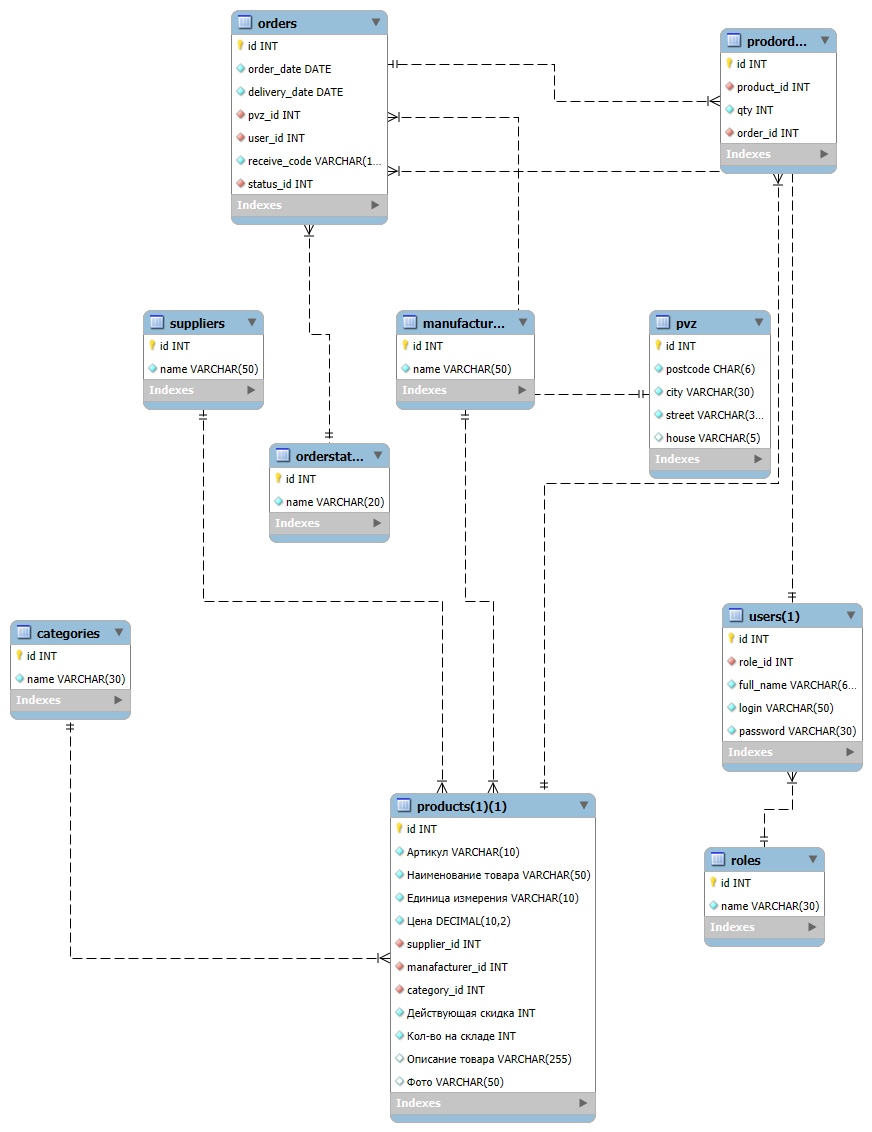 orders
id INT
order_date DATE
delivery_date DATE
pvz_id INT
user_id INT
receive_code VARCHAR(1...
status_id INT
Indexes
prodord...
id INT
product_id INT
qty INT
order_id INT
Indexes
suppliers
id INT
name VARCHAR(50)
Indexes
manufactur...
id INT
name VARCHAR(50)
Indexes
pvz
id INT
postcode CHAR(6)
city VARCHAR(30)
street VARCHAR(3...
house VARCHAR(5)
Indexes
orderstat...
id INT
name VARCHAR(20)
Indexes
categories
id INT
name VARCHAR(30)
Indexes
users(1)
id INT
role_id INT
full_name VARCHAR(6...
login VARCHAR(50)
password VARCHAR(30)
Indexes
products(1)(1)
id INT
Артикул VARCHAR(10)
Наименование товара VARCHAR(50)
Единица измерения VARCHAR(10)
Цена DECIMAL(10,2)
supplier_id INT
manafacturer_id INT
category_id INT
Действующая скидка INT
Кол-во на складе INT
Описание товара VARCHAR(255)
Фото VARCHAR(50)
Indexes
roles
id INT
name VARCHAR(30)
Indexes